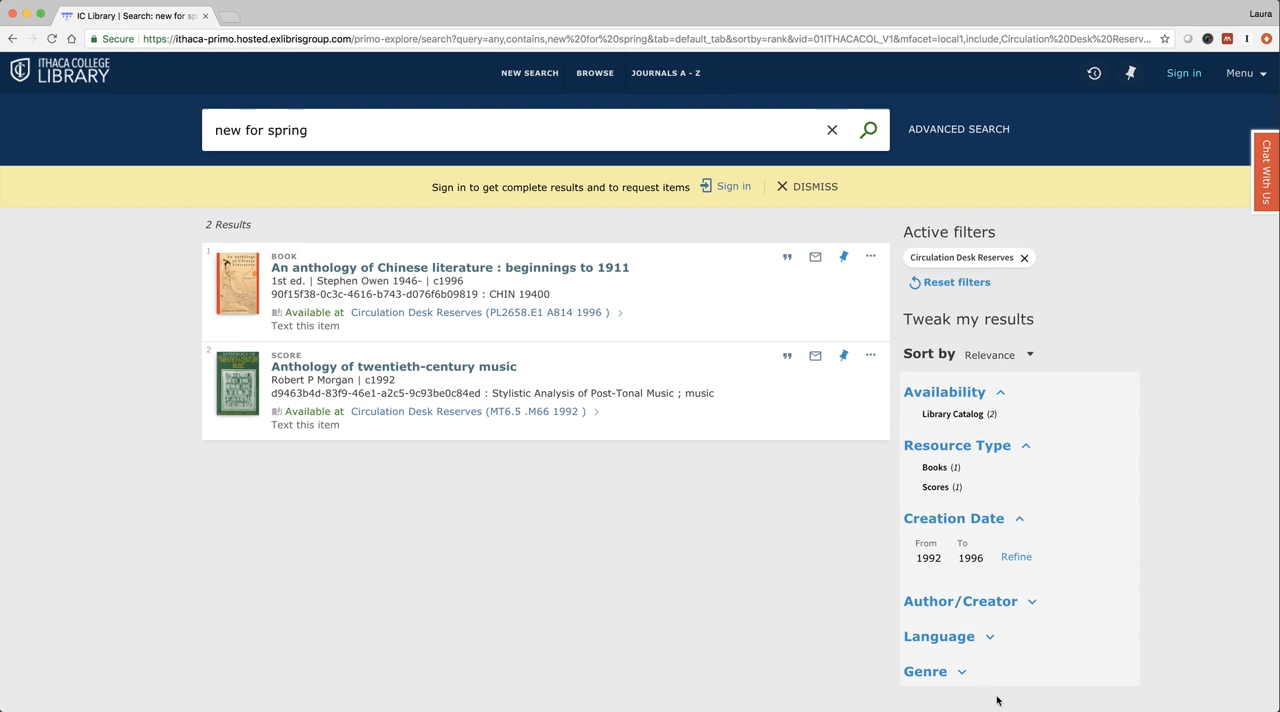 IC Library | Search: new for sp
Laura
Secure https://ithaca-primo.hosted.exlibrisgroup.com/primo-explore/search?query=any,contains,new%20for%20spring&tab=default_tab&sortby=rank&vid=01ITHACACOL_V1&mfacet=local1,include,Circulation%20Desk%20Reserv...
ITHACA COLLEGE
LIBRARY
NEW SEARCH BROWSE JOURNALS A - Z
Sign in Menu
new for spring
ADVANCED SEARCH
Chat With Us
Sign in to get complete results and to request items Sign in DISMISS
2 Results
1
BOOK
An anthology of Chinese literature : beginnings to 1911
1st ed. | Stephen Owen 1946- | c1996
90f15f38-0c3c-4616-b743-d076f6b09819 : CHIN 19400
Available at Circulation Desk Reserves (PL2658.E1 A814 1996 )
Text this item
2
SCORE
Anthology of twentieth-century music
Robert P Morgan | c1992
d9463b4d-83f9-46e1-a2c5-9c93be0c84ed : Stylistic Analysis of Post-Tonal Music ; music
Available at Circulation Desk Reserves (MT6.5 .M66 1992 )
Text this item
Active filters
Circulation Desk Reserves
Reset filters
Tweak my results
Sort by Relevance
Availability
Library Catalog (2)
Resource Type
Books (1)
Scores (1)
Creation Date
From To
1992 1996 Refine
Author/Creator
Language
Genre